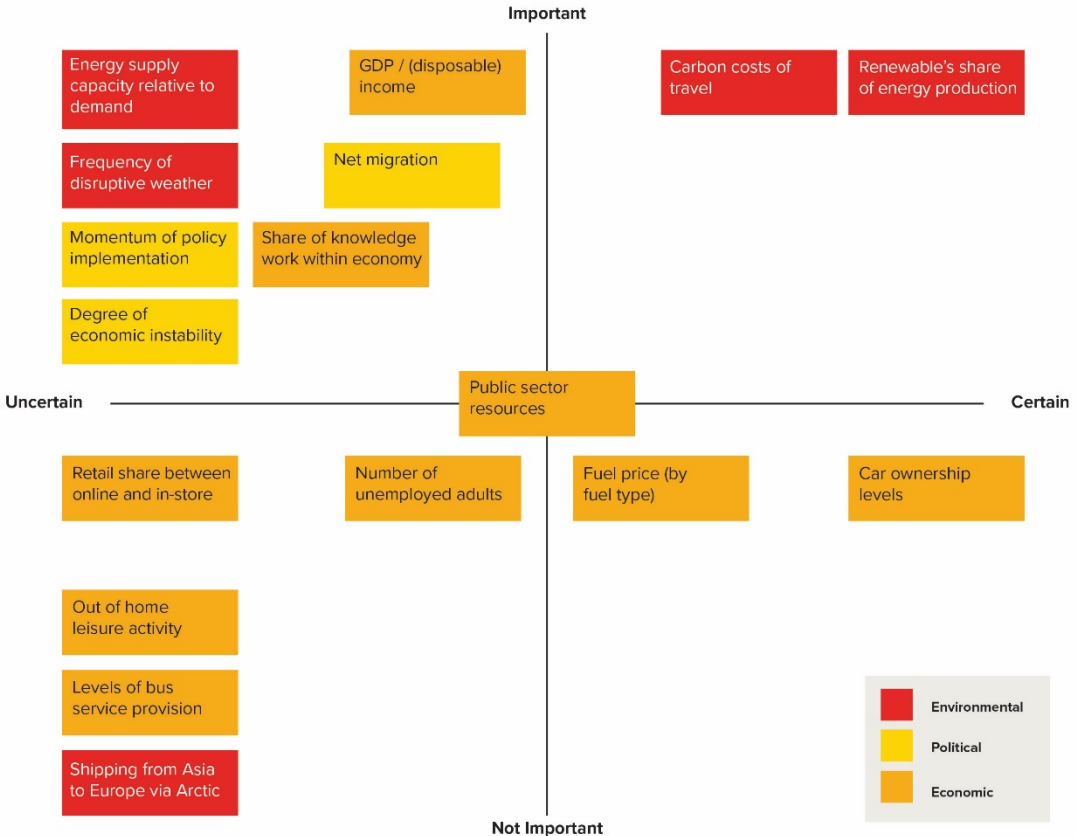 Important
Energy supply
capacity relative to
demand
GDP / (disposable)
income
Carbon costs of
travel
Renewable's share
of energy production
Frequency of
disruptive weather
Net migration
Momentum of policy
implementation
Share of knowledge
work within economy
Degree of
economic instability
Uncertain
Public sector
resources
Certain
Retail share between
online and in-store
Number of
unemployed adults
Fuel price (by
fuel type)
Car ownership
levels
Out of home
leisure activity
Levels of bus
service provision
Shipping from Asia
to Europe via Arctic
Environmental
Political
Economic
Not Important